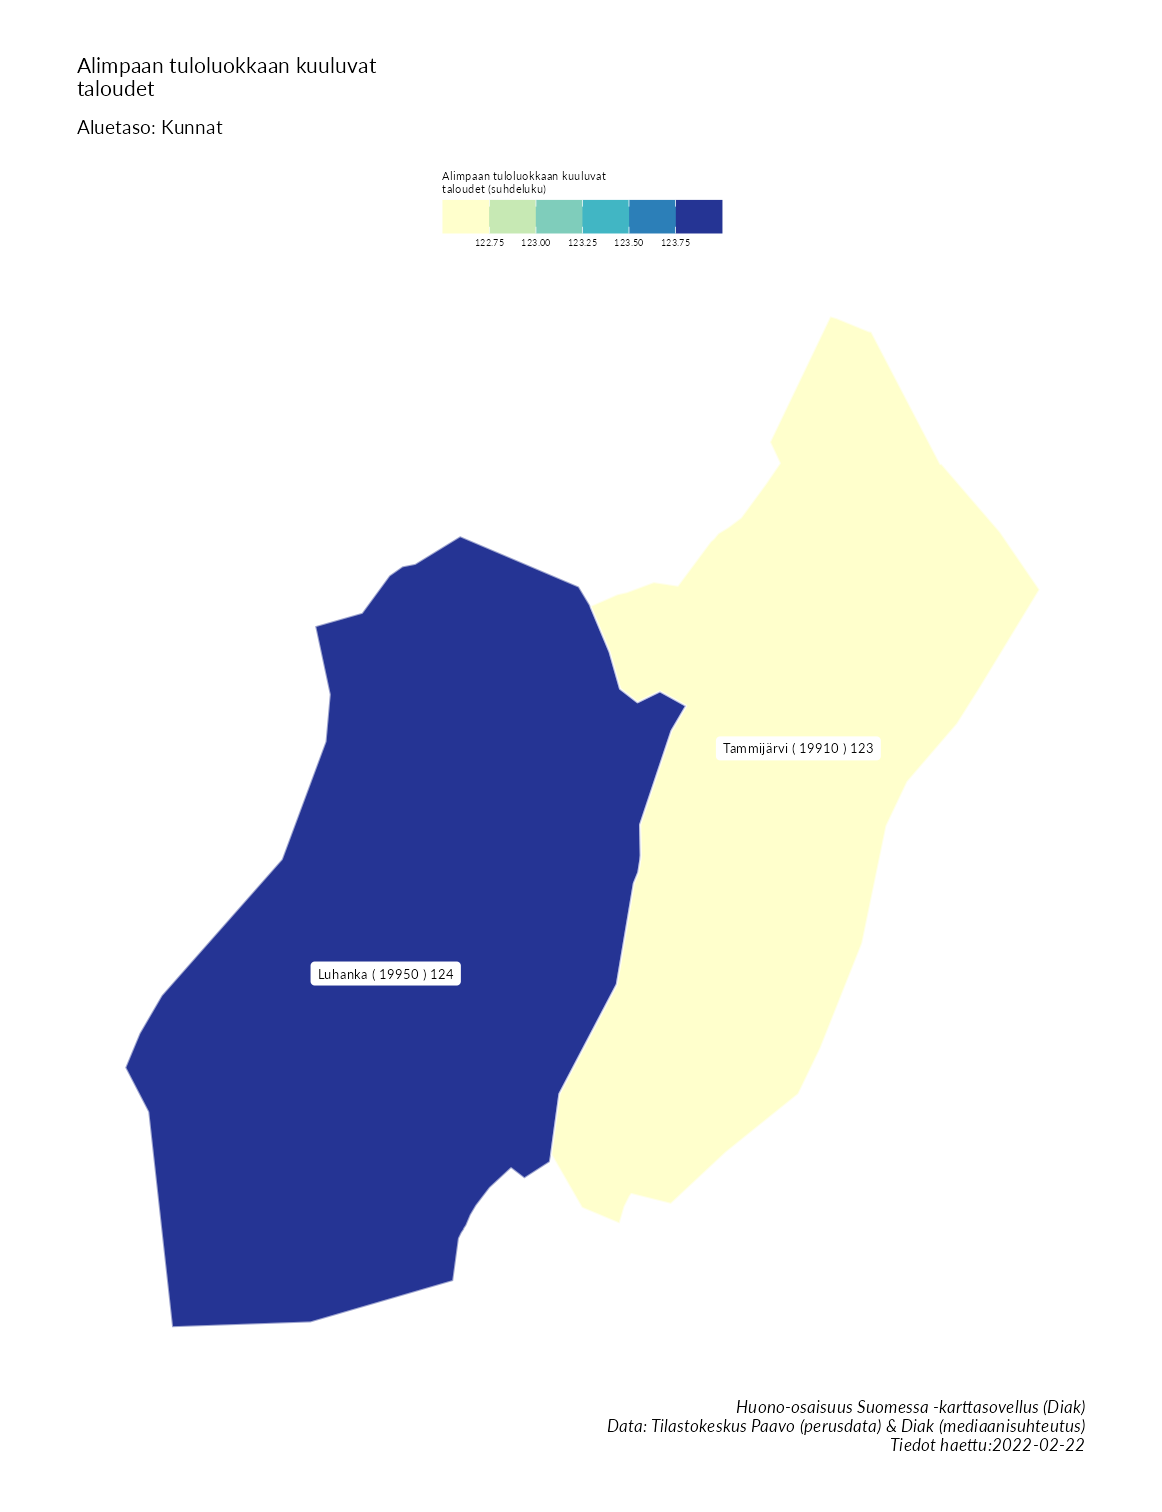 Alimpaan tuloluokkaan kuuluvat
taloudet
Aluetaso: Kunnat
Alimpaan tuloluokkaan kuuluvat
taloudet (suhdeluku)
122.75 123.00 123.25 123.50 123.75
Tammijärvi ( 19910 ) 123
Luhanka ( 19950 ) 124
Huono-osaisuus Suomessa -karttasovellus (Diak)
Data: Tilastokeskus Paavo (perusdata) & Diak (mediaanisuhteutus)
Tiedot haettu:2022-02-22